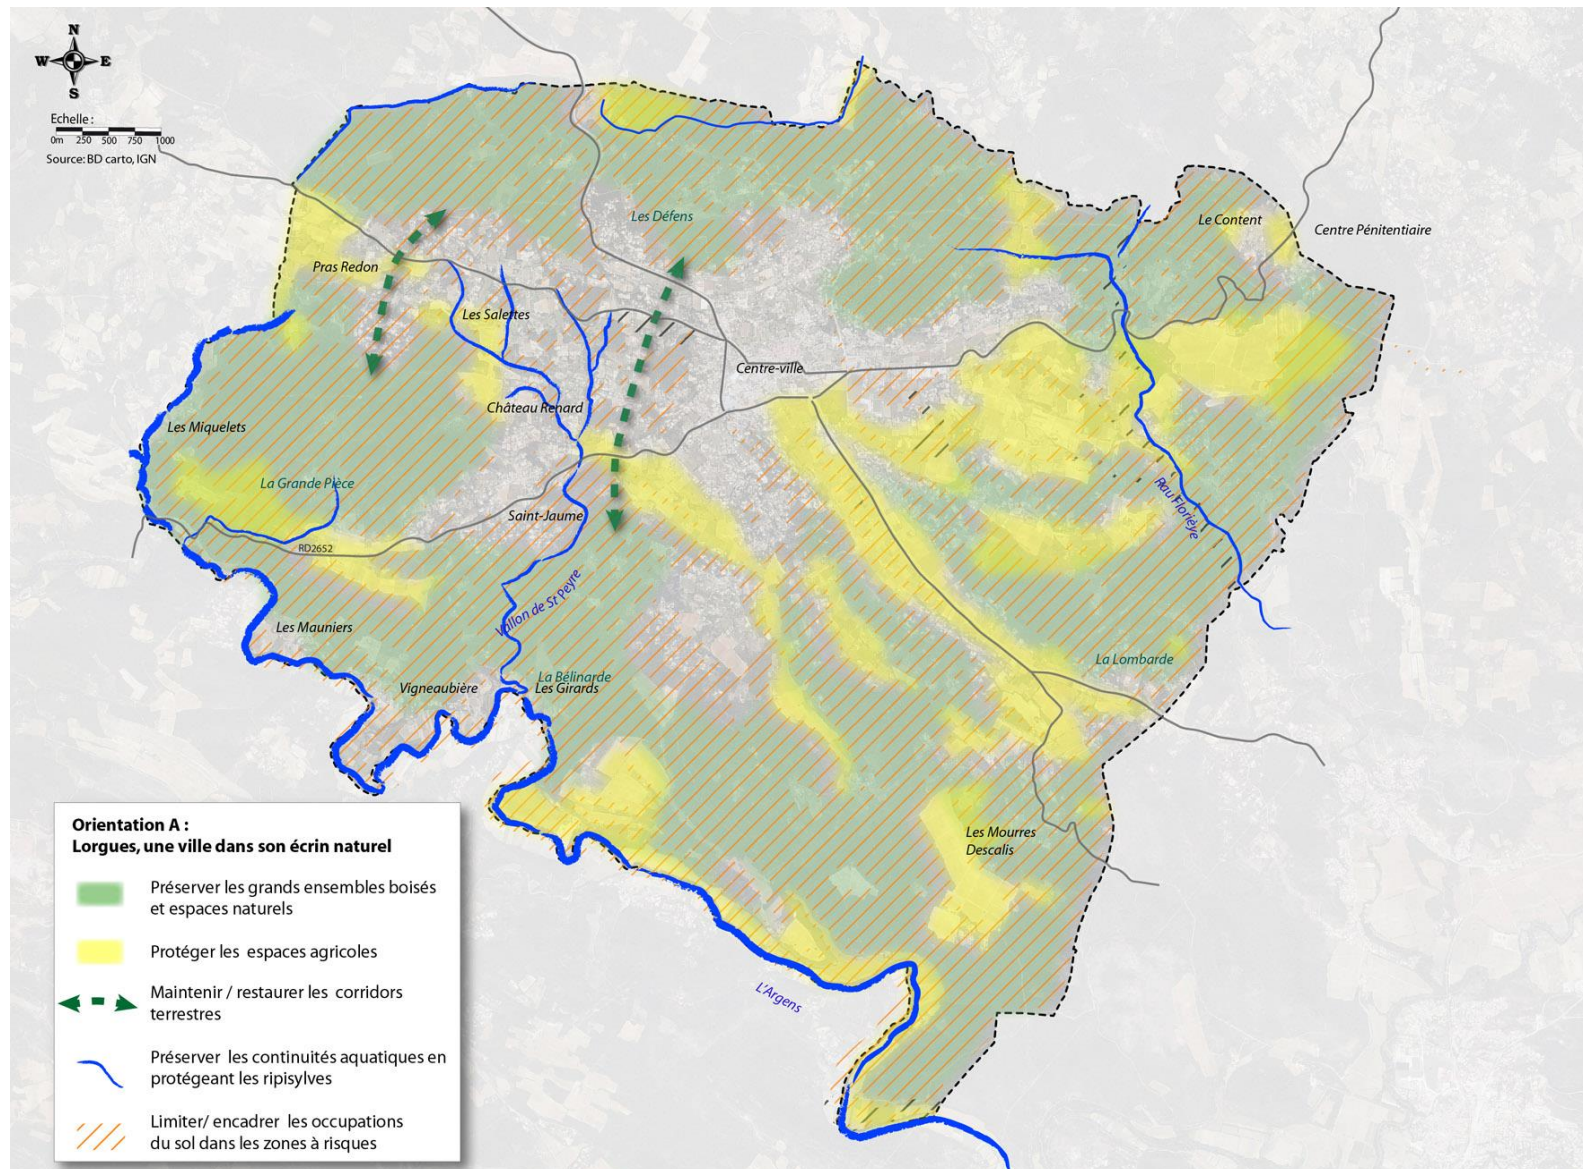 N
W E
S
Echelle :
0m 250 500 750 1000
Source: BD carto, IGN
Les Défens
Le Content
Centre Pénitentiaire
Pras Redon
Les Salettes
Centre-ville
Château Renard
Les Miquelets
La Grande Pièce
Rau Florièye
Saint-Jaume
RD2652
Vallon de St Peyre
Les Mauniers
La Lombarde
La Bélinarde
Vigneaubière
Les Girards
Les Mourres
Descalis
L'Argens
Orientation A :
Lorgues, une ville dans son écrin naturel
Préserver les grands ensembles boisés
et espaces naturels
Protéger les espaces agricoles
Maintenir / restaurer les corridors
terrestres
Préserver les continuités aquatiques en
protégeant les ripisylves
Limiter/ encadrer les occupations
du sol dans les zones à risques